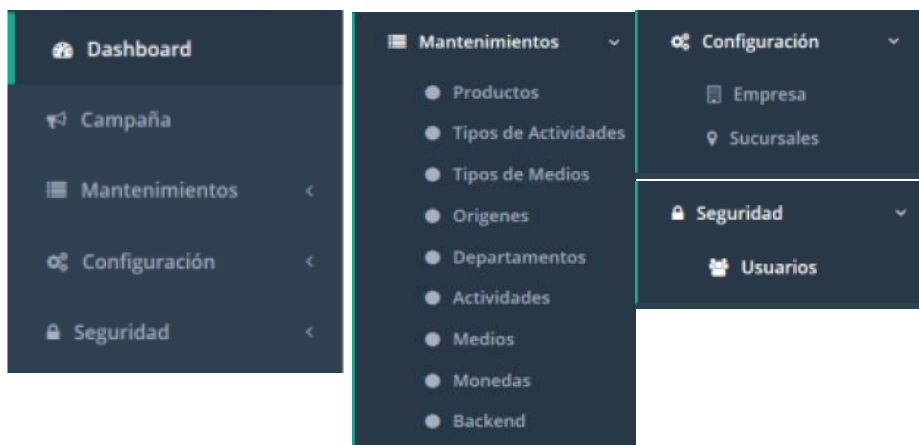 Dashboard
Campaña
Mantenimientos
Configuración
Seguridad
Mantenimientos
Productos
Tipos de Actividades
Tipos de Medios
Origenes
Departamentos
Actividades
Medios
Monedas
Backend
Configuración
Empresa
Sucursales
Seguridad
Usuarios